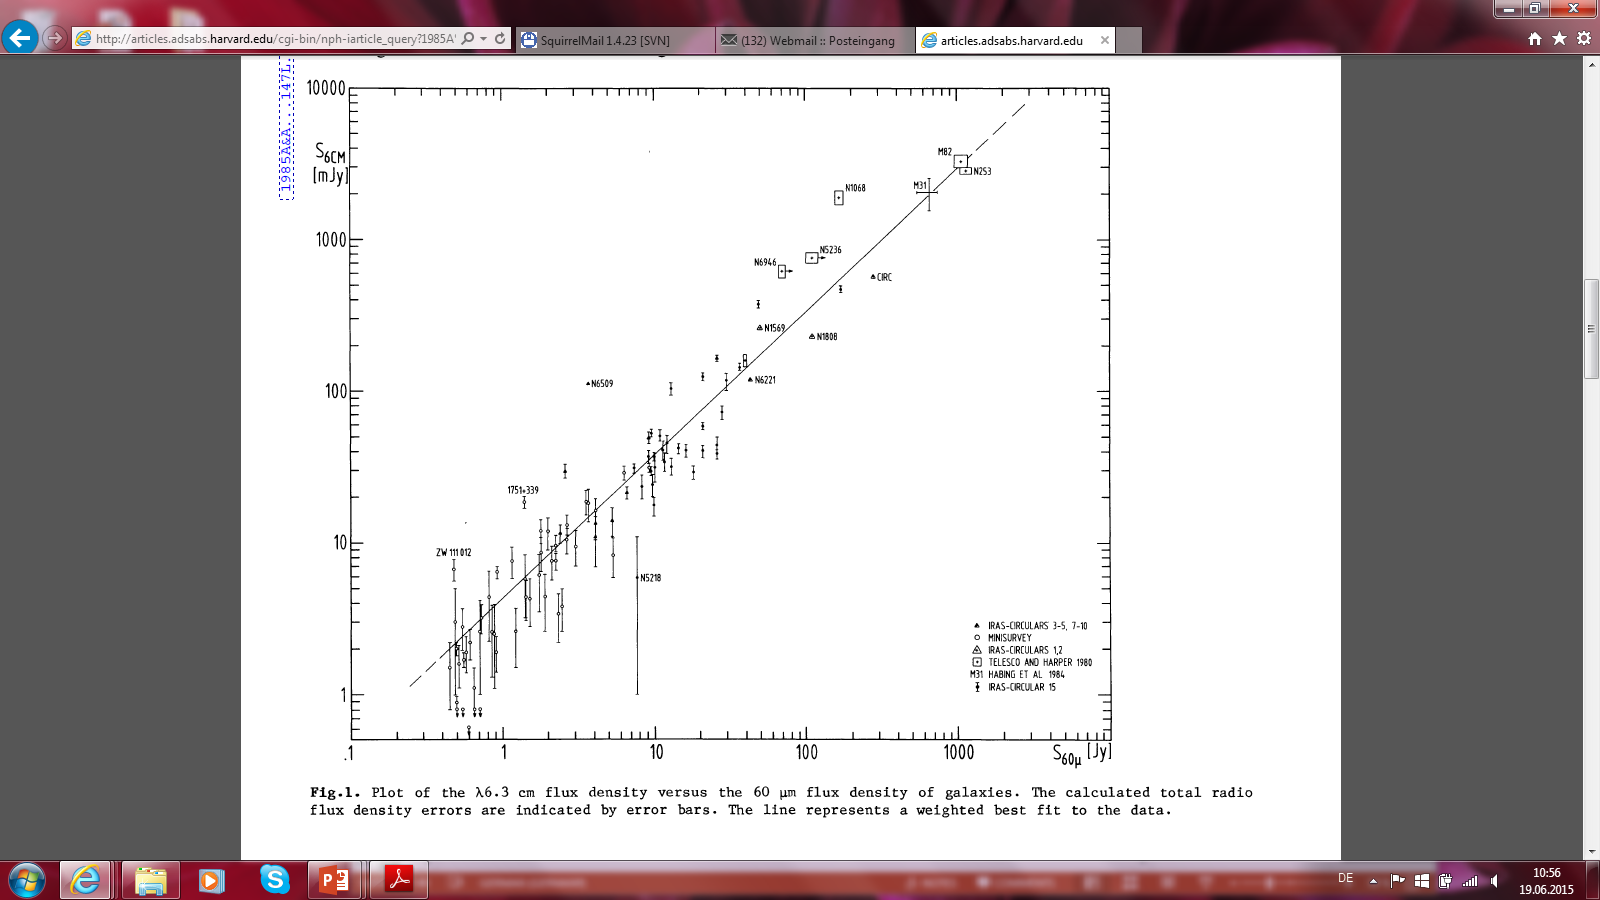 http://articles.adsabs.harvard.edu/cgi-bin/nph-iarticle_query?1985A
SquirrelMail 1.4.23 [SVN]
(132) Webmail :: Posteingang
articles.adsabs.harvard.edu
1985A&A...147L.
S6CM
[mJy]
10000
1000
100
10
1
M82
N253
M31
N1068
N5236
N6946
CIRC
N1569
N1808
N6221
N6509
1751+339
ZW 111 012
N5218
IRAS-CIRCULARS 3-5, 7-10
MINISURVEY
IRAS-CIRCULARS 1,2
TELESCO AND HARPER 1980
M31 HABING ET AL 1984
IRAS-CIRCULAR 15
.1 1 10 100 1000 S60μ [Jy]
Fig.1. Plot of the λ6.3 cm flux density versus the 60 μm flux density of galaxies. The calculated total radio
flux density errors are indicated by error bars. The line represents a weighted best fit to the data.
DE
10:56
19.06.2015